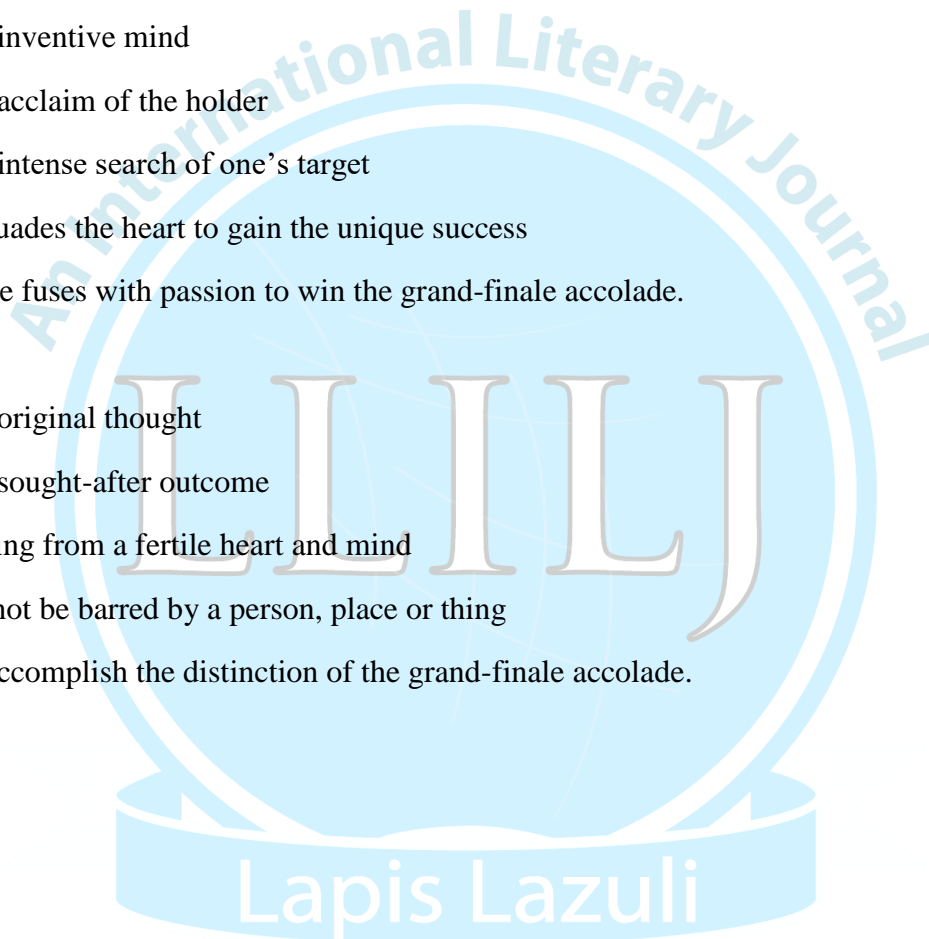 An International Literary Journal
inventive mind
acclaim of the holder
intense search of one’s target
uades the heart to gain the unique success
e fuses with passion to win the grand-finale accolade.
LLILJ
original thought
sought-after outcome
ing from a fertile heart and mind
not be barred by a person, place or thing
ccomplish the distinction of the grand-finale accolade.
Lapis Lazuli